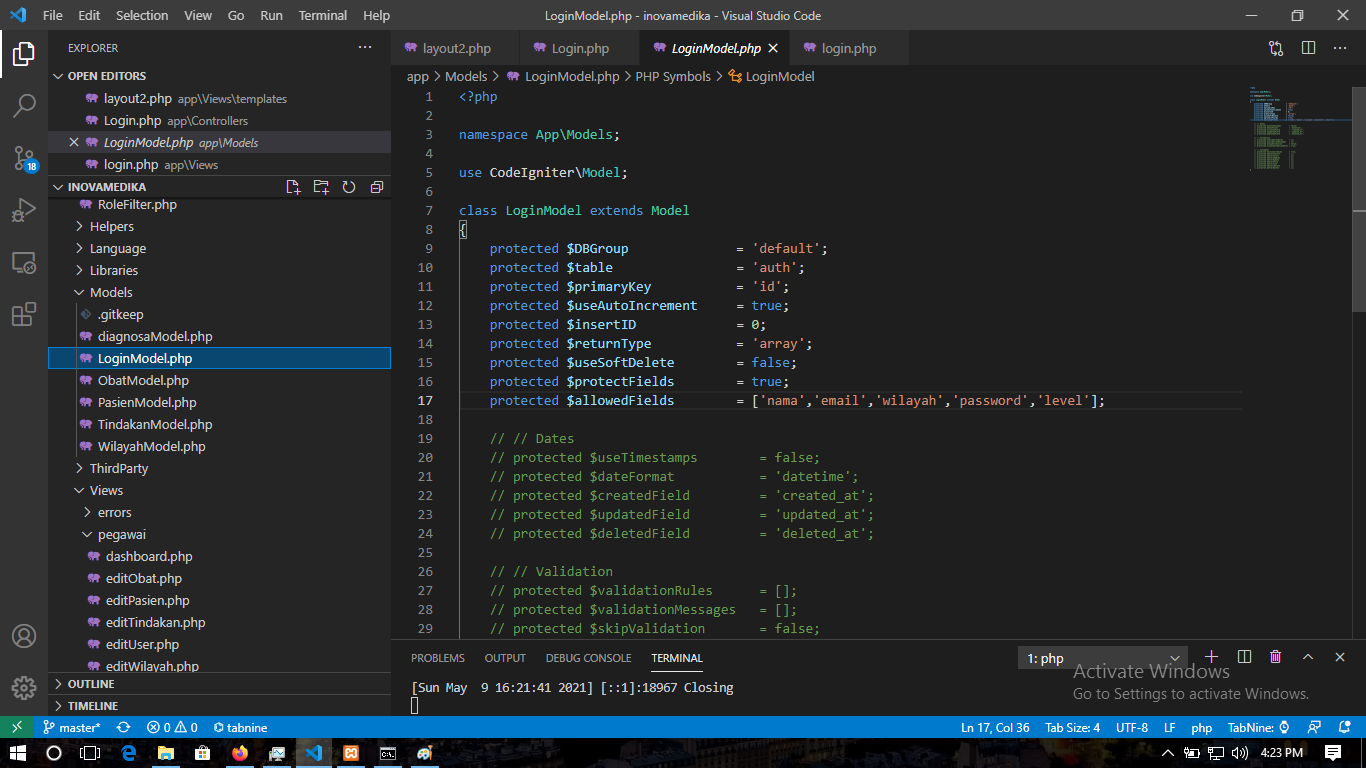 File Edit Selection View Go Run Terminal Help LoginModel.php - inovamedika - Visual Studio Code
EXPLORER
OPEN EDITORS
layout2.php app\Views\templates
Login.php app\Controllers
LoginModel.php app\Models
login.php app\Views
INOVAMEDIKA
RoleFilter.php
Helpers
Language
Libraries
Models
.gitkeep
diagnosaModel.php
LoginModel.php
ObatModel.php
PasienModel.php
TindakanModel.php
WilayahModel.php
ThirdParty
Views
errors
pegawai
dashboard.php
editObat.php
editPasien.php
editTindakan.php
editUser.php
editWilayah.php
OUTLINE
TIMELINE
18
layout2.php Login.php LoginModel.php login.php
app > Models > LoginModel.php > PHP Symbols > LoginModel
1 <?php
2
3 namespace App\Models;
4
5 use CodeIgniter\Model;
6
7 class LoginModel extends Model
8 {
9 protected $DBGroup = 'default';
10 protected $table = 'auth';
11 protected $primaryKey = 'id';
12 protected $useAutoIncrement = true;
13 protected $insertID = 0;
14 protected $returnType = 'array';
15 protected $useSoftDelete = false;
16 protected $protectFields = true;
17 protected $allowedFields = ['nama','email','wilayah','password','level'];
18
19 // // Dates
20 // protected $useTimestamps = false;
21 // protected $dateFormat = 'datetime';
22 // protected $createdField = 'created_at';
23 // protected $updatedField = 'updated_at';
24 // protected $deletedField = 'deleted_at';
25
26 // // Validation
27 // protected $validationRules = [];
28 // protected $validationMessages = [];
29 // protected $skipValidation = false;
PROBLEMS OUTPUT DEBUG CONSOLE TERMINAL 1: php
[Sun May 9 16:21:41 2021] [::1]:18967 Closing
Activate Windows
Go to Settings to activate Windows.
master* 0 0 tabnine Ln 17, Col 36 Tab Size: 4 UTF-8 LF php TabNine:
4:23 PM